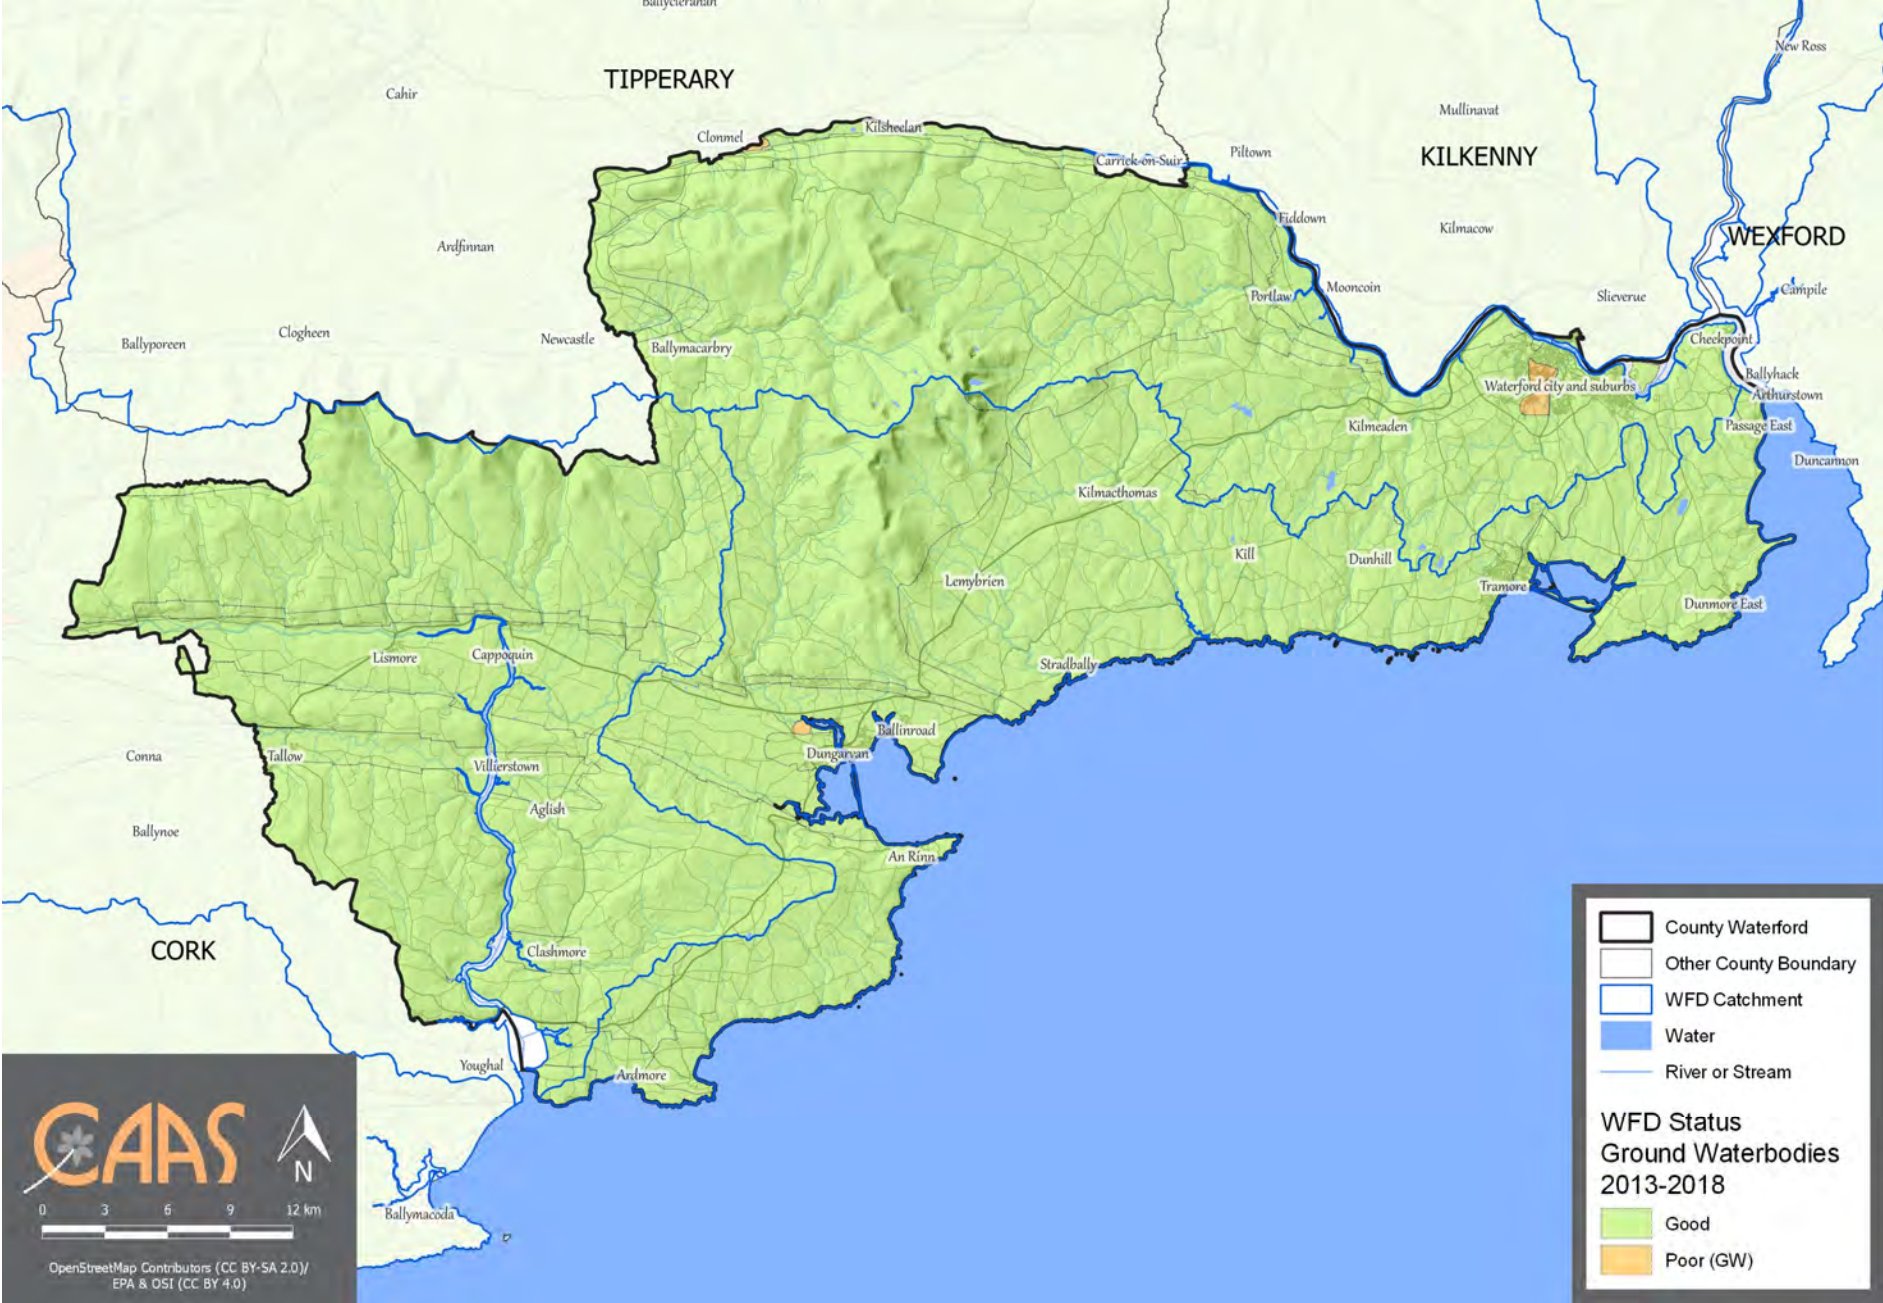 Ballyclerahan
New Ross
TIPPERARY
Cahir
Mullinavat
Kilsheelan
Clonmel
Carrick-on-Suir
Piltown
KILKENNY
Fiddown
Kilmacow
WEXFORD
Ardfinnan
Mooncoin
Portlaw
Slieverue
Campile
Clogheen
Newcastle
Ballyporeen
Ballymacarbry
Checkpoint
Ballyhack
Waterford city and suburbs
Arthurstown
Kilmeaden
Passage East
Duncannon
Kilmacthomas
Kill
Dunhill
Lemybrien
Tramore
Dunmore East
Lismore
Cappoquin
Stradbally
Ballinroad
Conna
Tallow
Dungarvan
Villierstown
Aglish
Ballynoe
An Rinn
CORK
Clashmore
Youghal
Ardmore
Ballymacoda
County Waterford
Other County Boundary
WFD Catchment
Water
River or Stream
WFD Status
Ground Waterbodies
2013-2018
Good
Poor (GW)
CAAS
N
0 3 6 9 12 km
OpenStreetMap Contributors (CC BY-SA 2.0)/
EPA & OSI (CC BY 4.0)